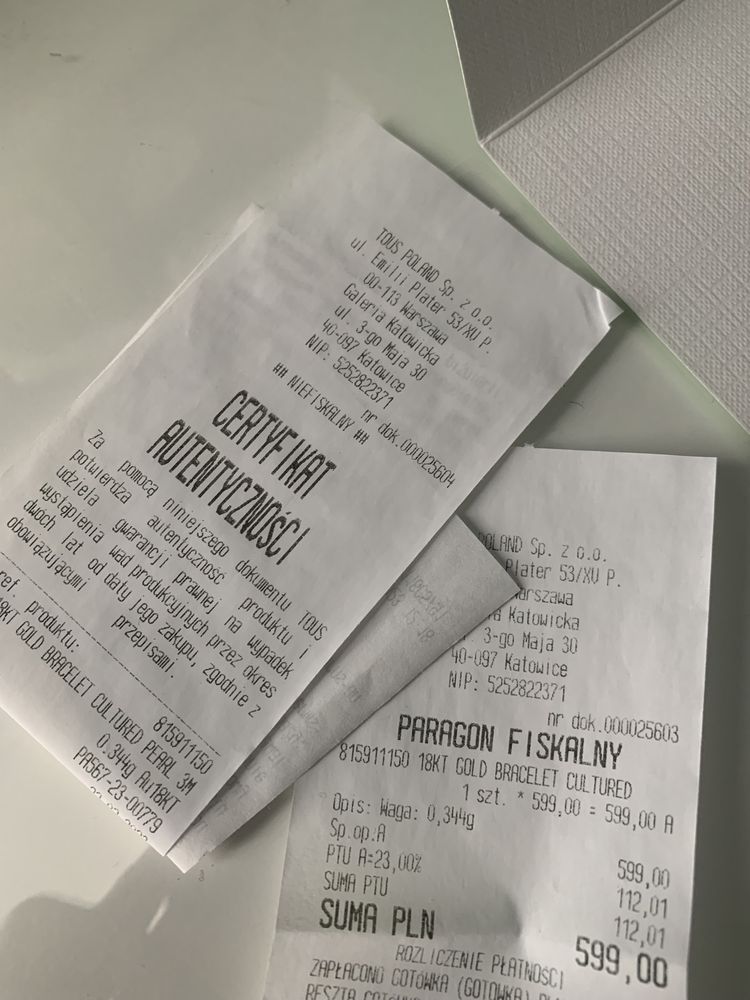 TOUS POLAND Sp. z o.o.
ul. Emilii Plater 53/XU P.
00-113 Warszawa
Galeria Katowicka
ul. 3-go Maja 30
40-097 Katowice
NIP: 5252822371
nr dok.000025604
## NIEFISKALNY ##
CERTYFIKAT
AUTENTYCZNOŚCI
Za pomocą niniejszego dokumentu TOUS
potwierdza autentyczność produktu i
udziela gwarancji prawnej na wypadek
wystąpienia wad produkcyjnych przez okres
dwóch lat od daty jego zakupu, zgodnie z
obowiązującymi przepisami.
ref. produktu: 815911150
18KT GOLD BRACELET CULTURED PEARL 3M
0.344g Au18KT
PA567-23-00779
POLAND Sp. z o.o.
Plater 53/XU P.
Warszawa
Katowicka
3-go Maja 30
40-097 Katowice
NIP: 5252822371
nr dok.000025603
PARAGON FISKALNY
815911150 18KT GOLD BRACELET CULTURED
1 szt. * 599,00 = 599,00 A
Opis: Waga: 0,344g
Sp.op.A 599,00
PTU A=23,00% 112,01
SUMA PTU 112,01
SUMA PLN 599,00
ROZLICZENIE PŁATNOŚCI
ZAPŁACONO GOTÓWKA (GOTOWKA)
RESZTA